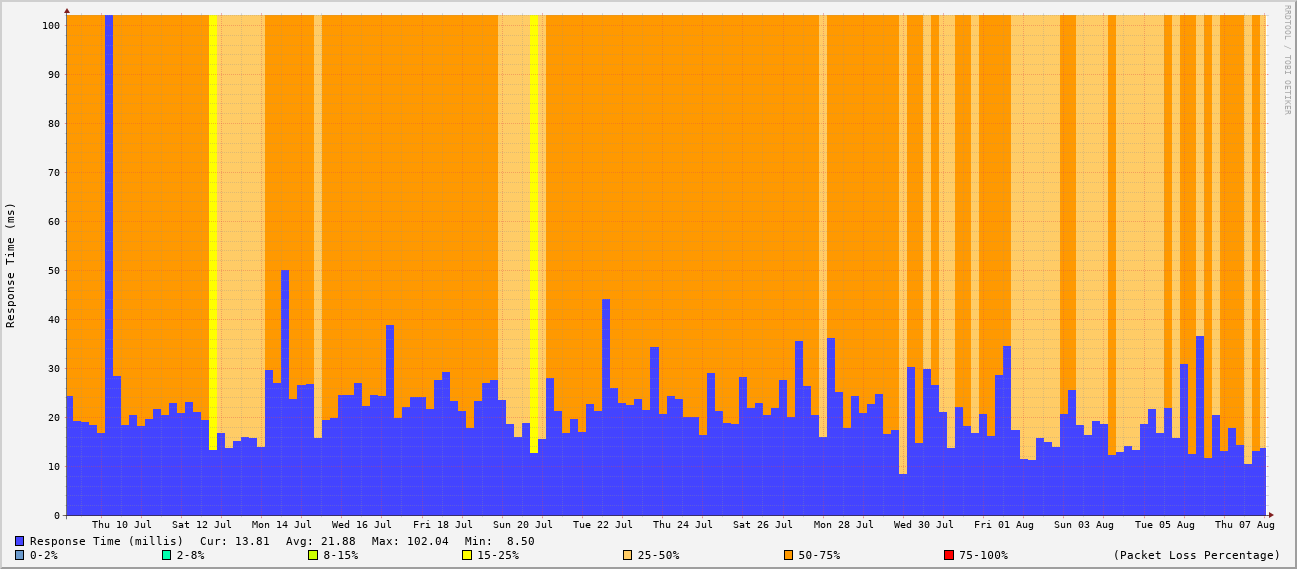 RRDTOOL / TOBI OETIKER
Response Time (ms)
100
90
80
70
60
50
40
30
20
10
0
Thu 10 Jul Sat 12 Jul Mon 14 Jul Wed 16 Jul Fri 18 Jul Sun 20 Jul Tue 22 Jul Thu 24 Jul Sat 26 Jul Mon 28 Jul Wed 30 Jul Fri 01 Aug Sun 03 Aug Tue 05 Aug Thu 07 Aug
Response Time (millis) Cur: 13.81 Avg: 21.88 Max: 102.04 Min: 8.50
0-2% 2-8% 8-15% 15-25% 25-50% 50-75% 75-100% (Packet Loss Percentage)